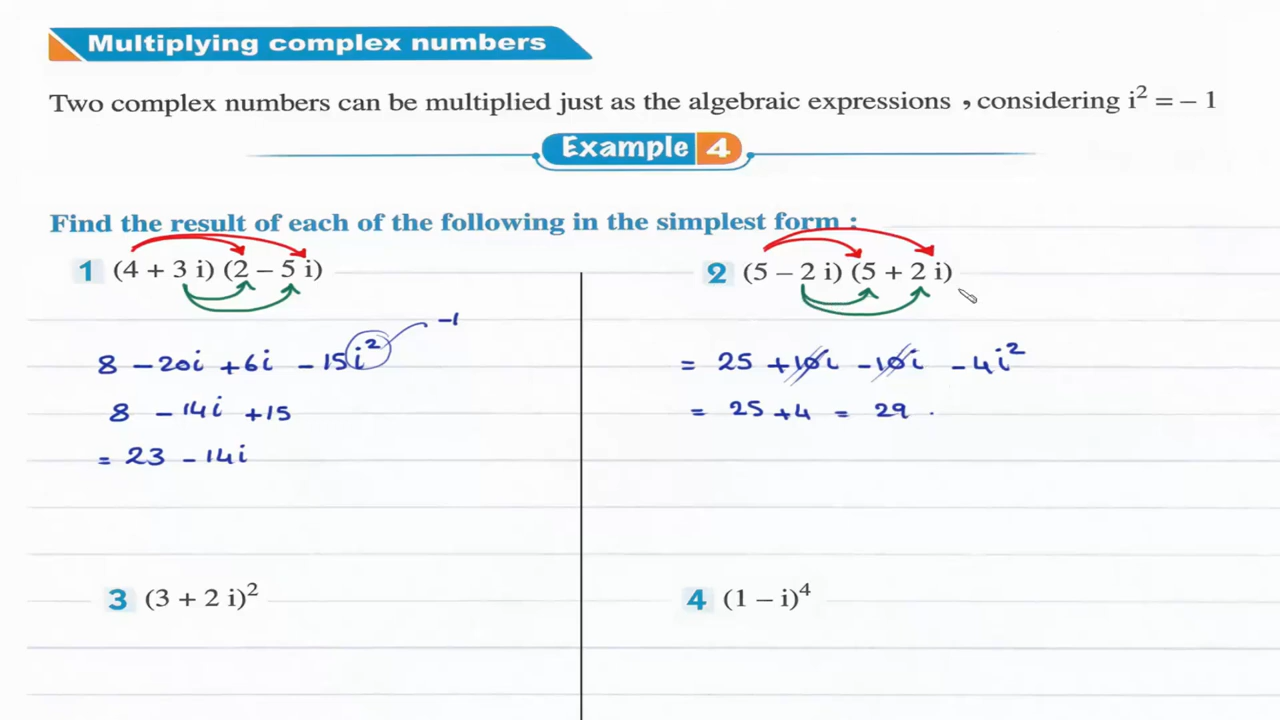 Multiplying complex numbers
Two complex numbers can be multiplied just as the algebraic expressions , considering i² = – 1
Example 4
Find the result of each of the following in the simplest form :
1 (4 + 3 i) (2 – 5 i)
-1
8 - 20i + 6i - 15i²
8 - 14i + 15
= 23 - 14i
2 (5 – 2 i) (5 + 2 i)
= 25 + 10i - 10i - 4i²
= 25 + 4 = 29 .
3 (3 + 2 i)²
4 (1 – i)⁴